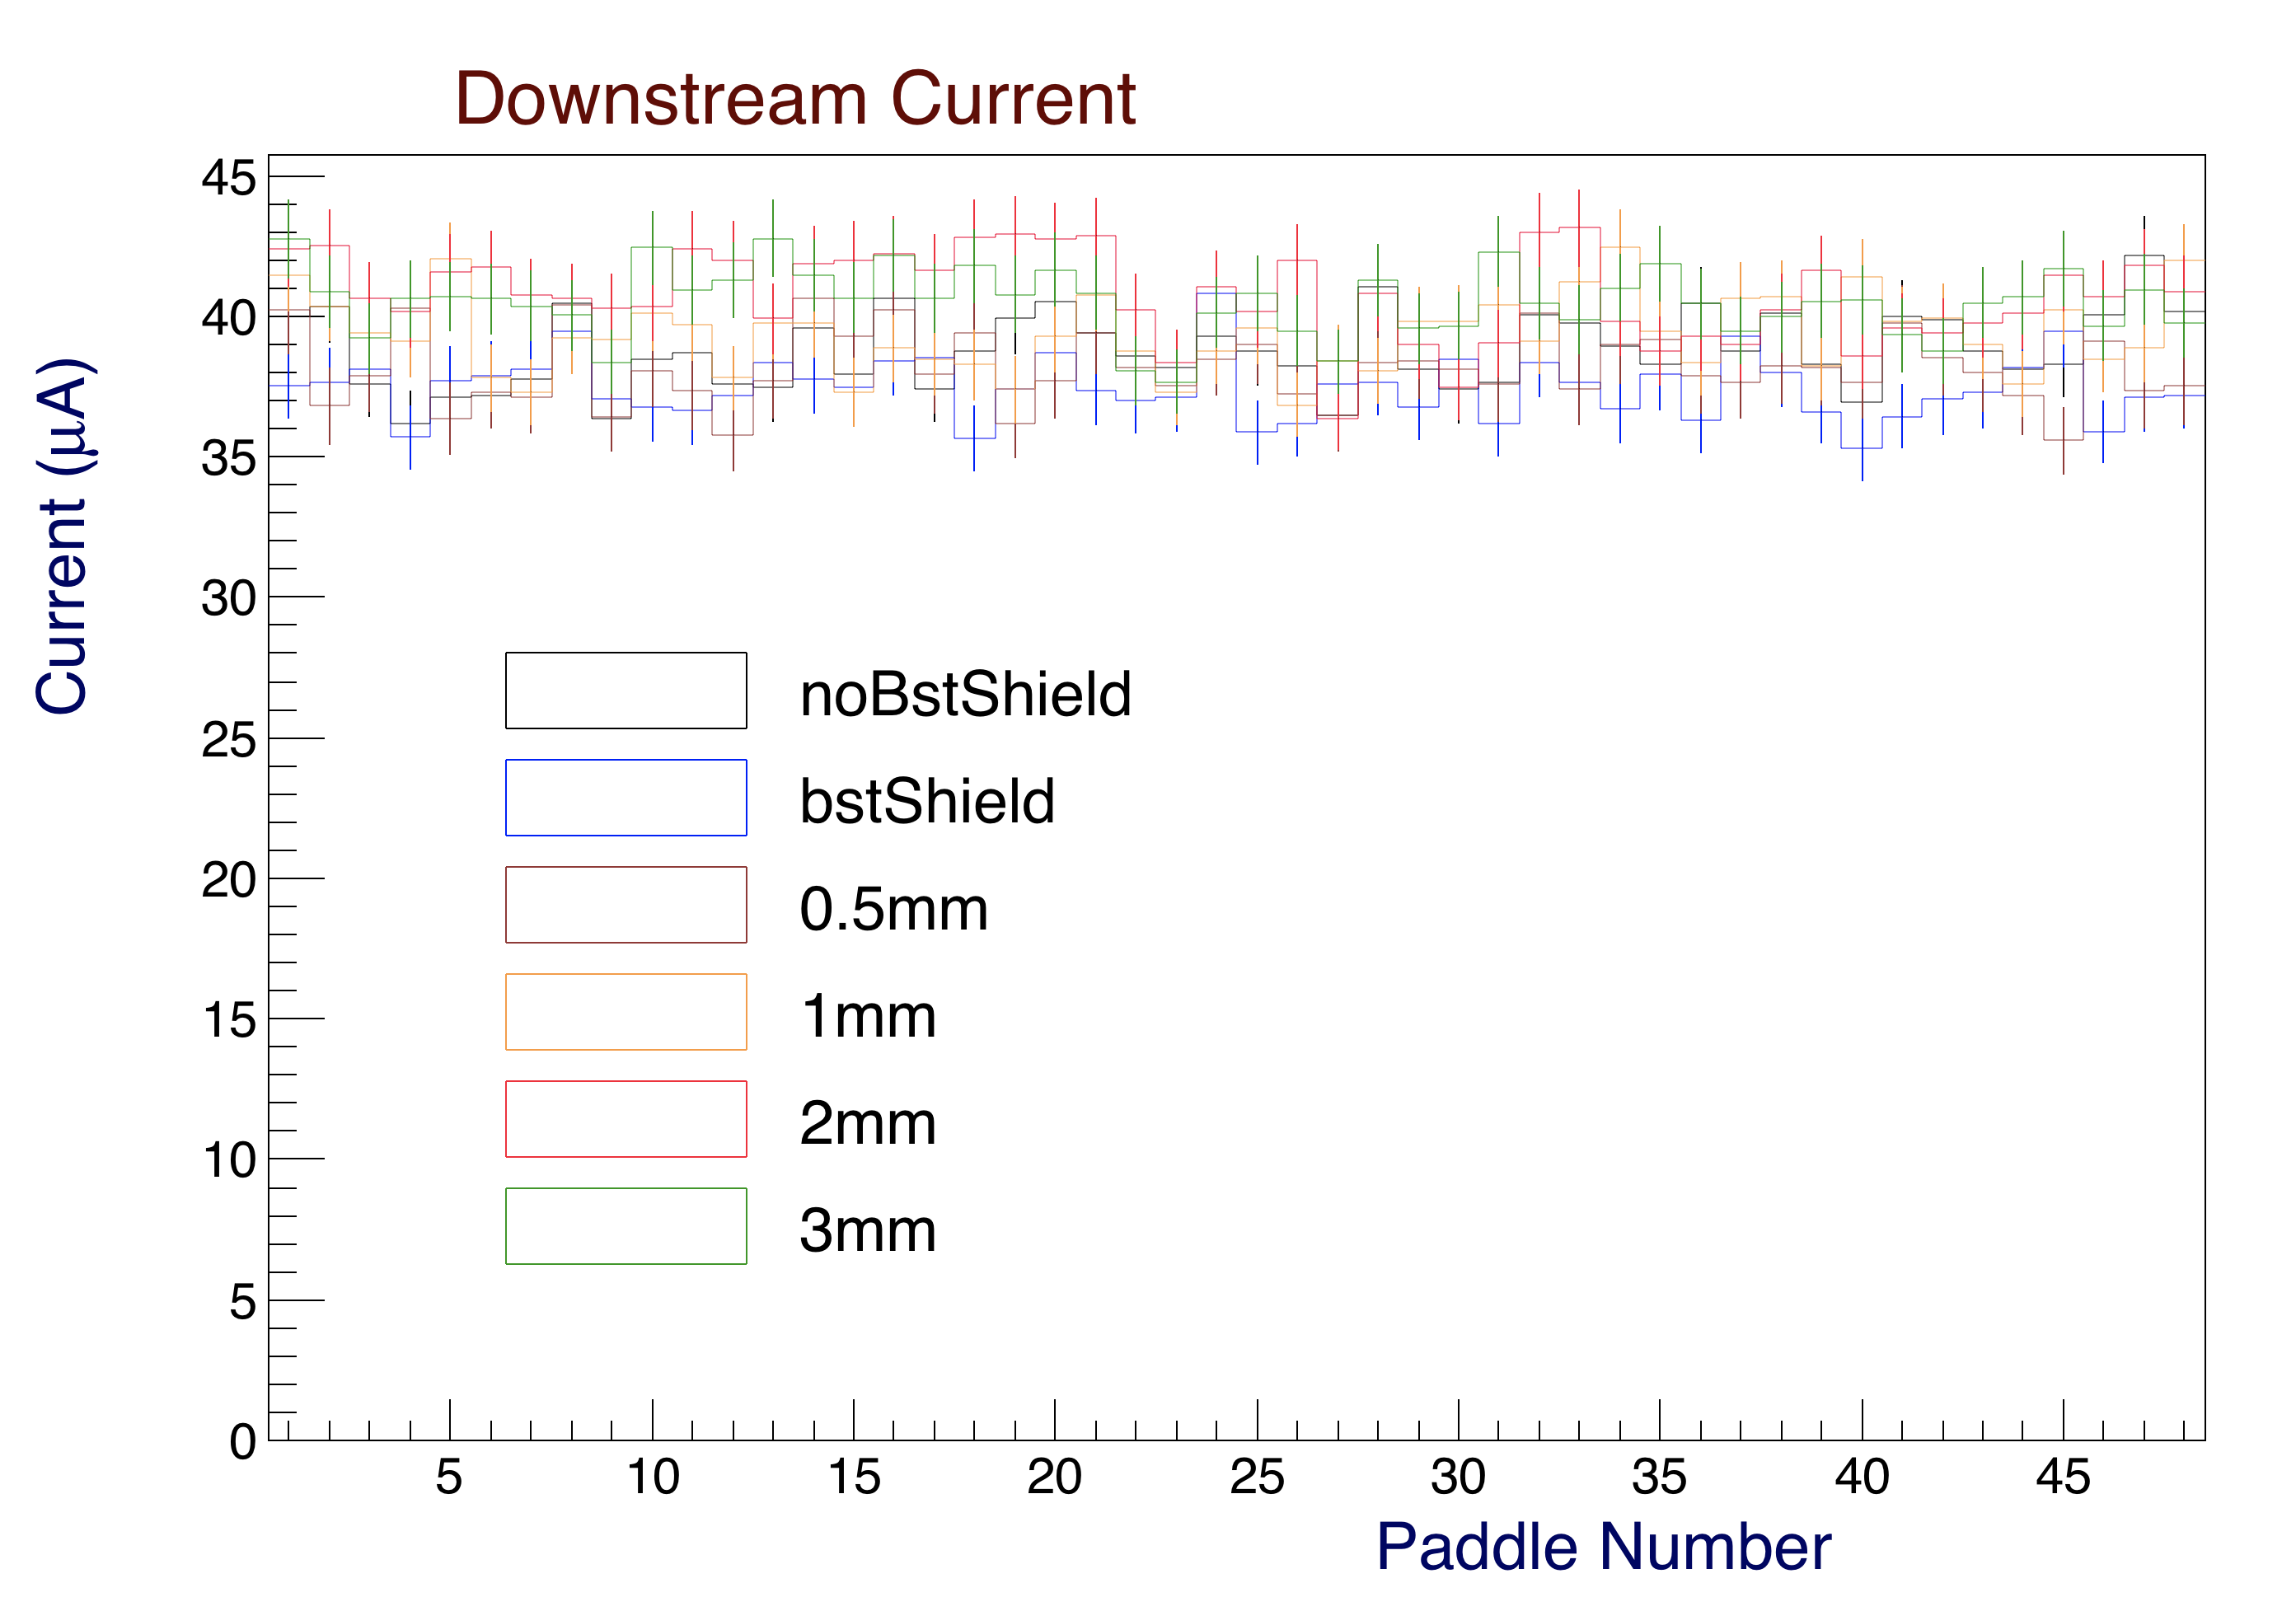 Downstream Current
Current (μA)
45
40
35
30
25
20
15
10
5
0
noBstShield
bstShield
0.5mm
1mm
2mm
3mm
5 10 15 20 25 30 35 40 45
Paddle Number